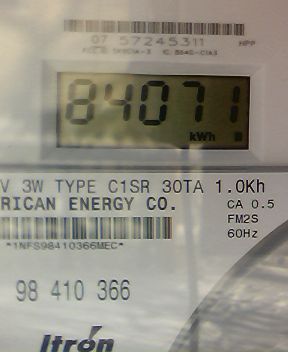 07 57245311 HPP
84071
kWh
V 3W TYPE C1SR 30TA 1.0Kh
RICAN ENERGY CO. CA 0.5
FM2S
*1NFS98410366MEC* 60Hz
98 410 366
Itron